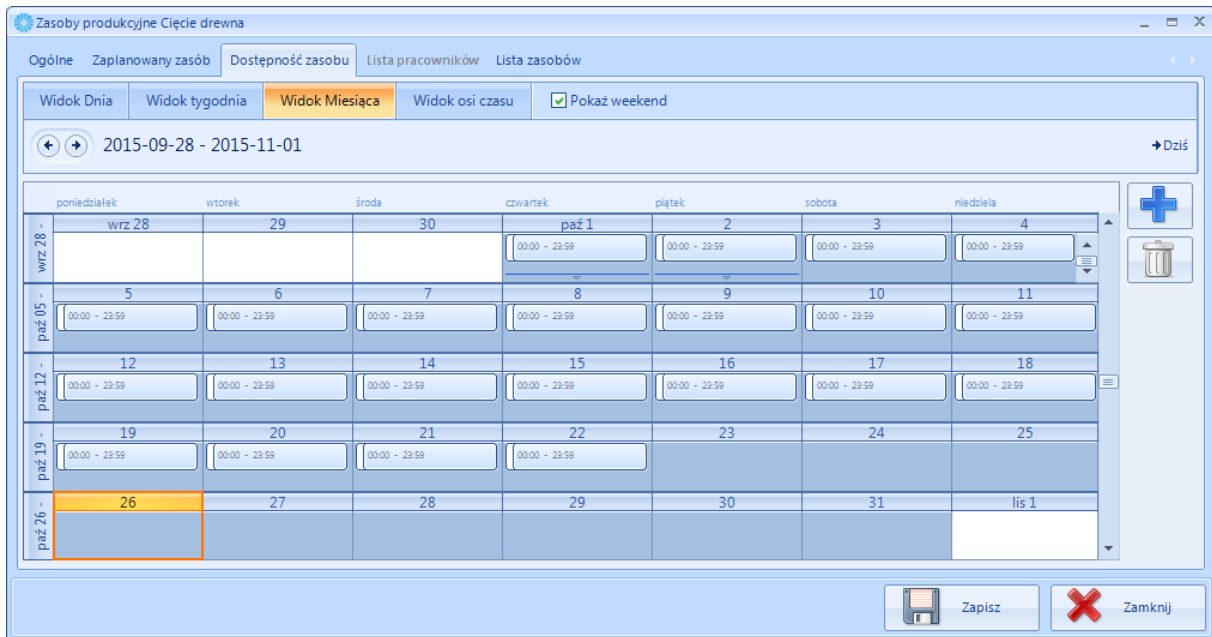 Zasoby produkcyjne Cięcie drewna
Ogólne Zaplanowany zasób Dostępność zasobu Lista pracowników Lista zasobów
Widok Dnia Widok tygodnia Widok Miesiąca Widok osi czasu Pokaż weekend
2015-09-28 - 2015-11-01 Dziś
poniedziałek wtorek środa czwartek piątek sobota niedziela
wrz 28 - wrz 28 29 30 paź 1 2 3 4
00:00 - 23:59 00:00 - 23:59 00:00 - 23:59 00:00 - 23:59
paź 05 - 5 6 7 8 9 10 11
00:00 - 23:59 00:00 - 23:59 00:00 - 23:59 00:00 - 23:59 00:00 - 23:59 00:00 - 23:59 00:00 - 23:59
paź 12 - 12 13 14 15 16 17 18
00:00 - 23:59 00:00 - 23:59 00:00 - 23:59 00:00 - 23:59 00:00 - 23:59 00:00 - 23:59 00:00 - 23:59
paź 19 - 19 20 21 22 23 24 25
00:00 - 23:59 00:00 - 23:59 00:00 - 23:59 00:00 - 23:59
paź 26 - 26 27 28 29 30 31 lis 1
Zapisz Zamknij